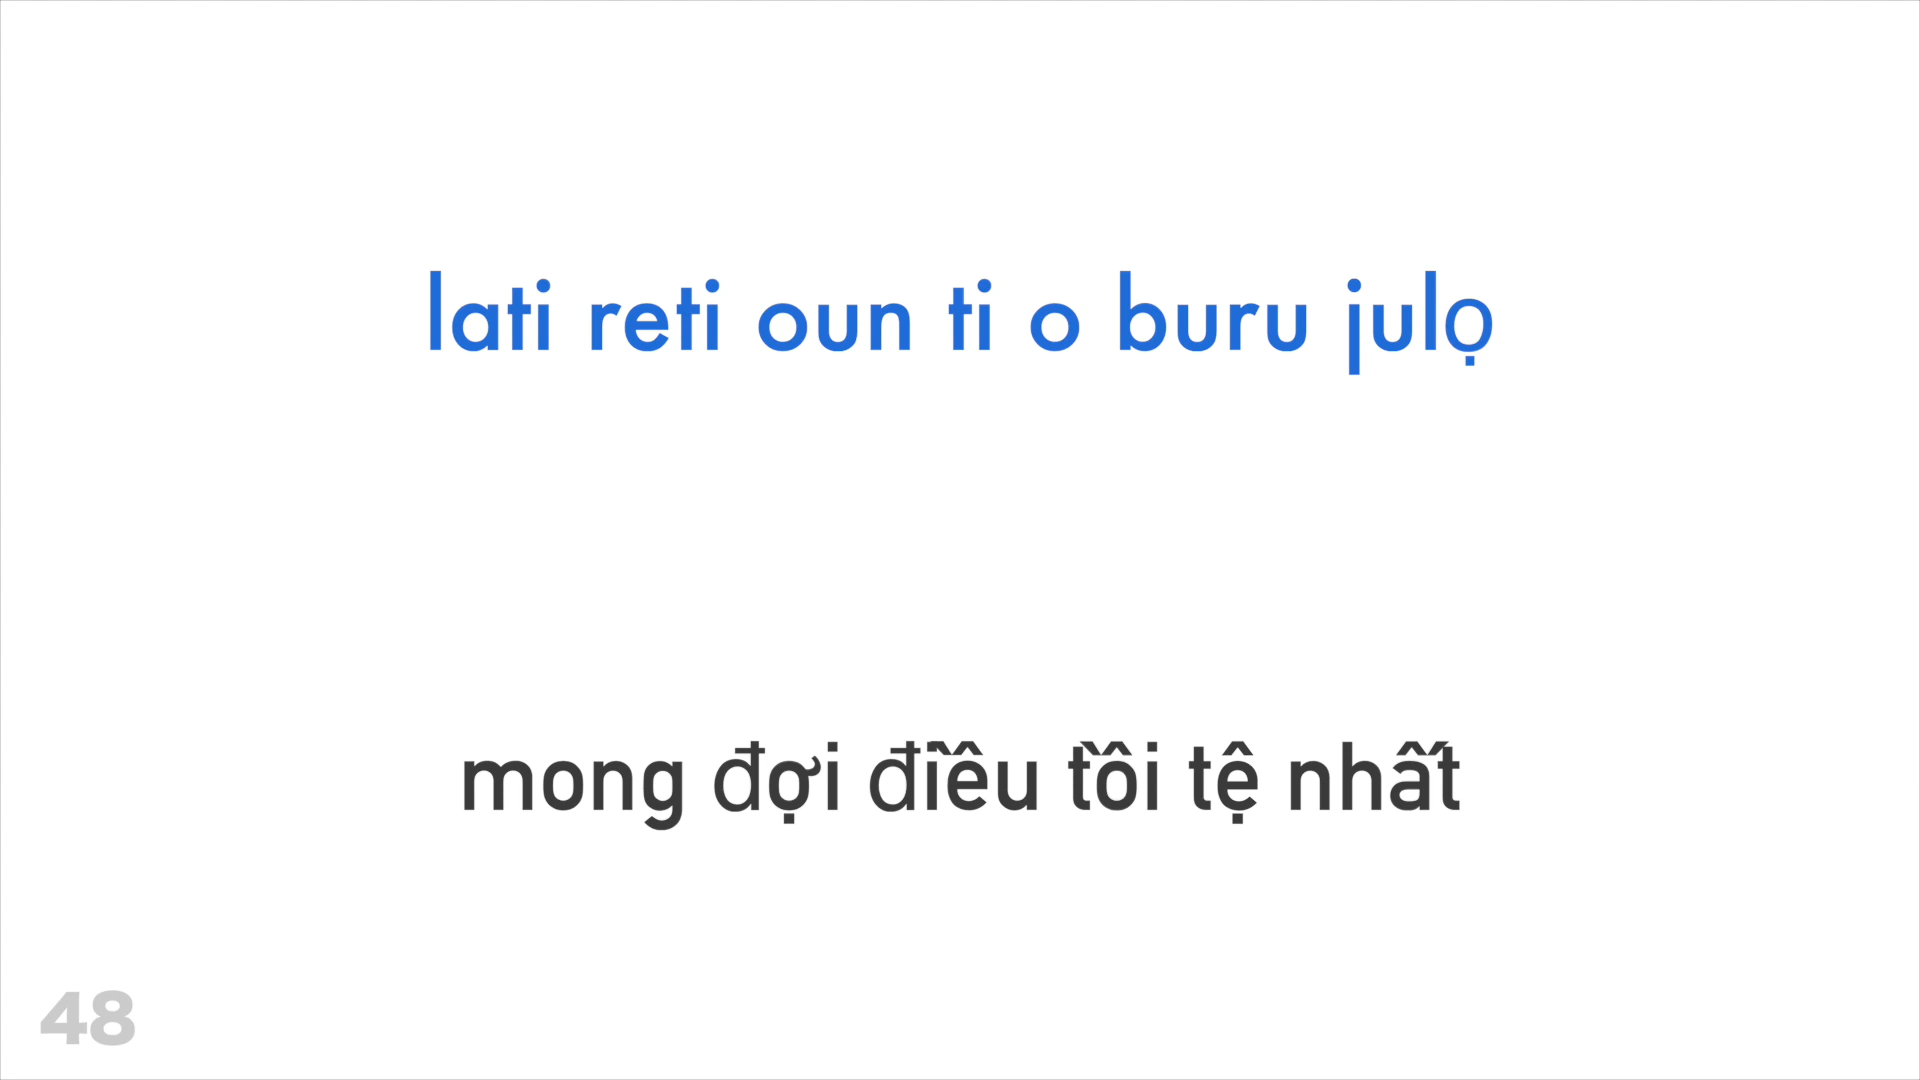 lati reti oun ti o buru julọ
mong đợi điều tồi tệ nhất
48